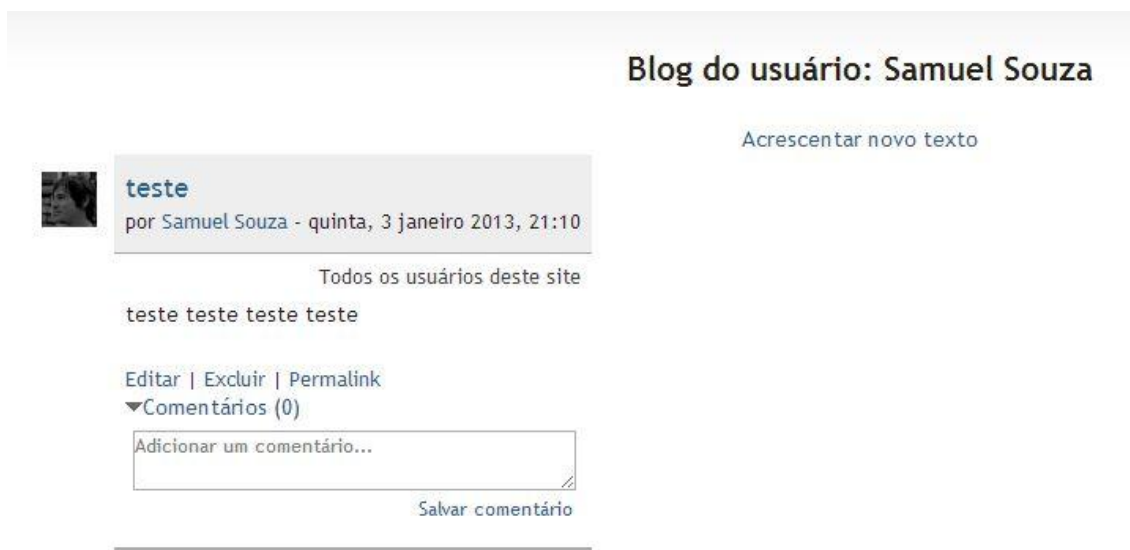 Blog do usuário: Samuel Souza
Acrescentar novo texto
teste
por Samuel Souza - quinta, 3 janeiro 2013, 21:10
Todos os usuários deste site
teste teste teste teste
Editar | Excluir | Permalink
Comentários (0)
Adicionar um comentário...
Salvar comentário